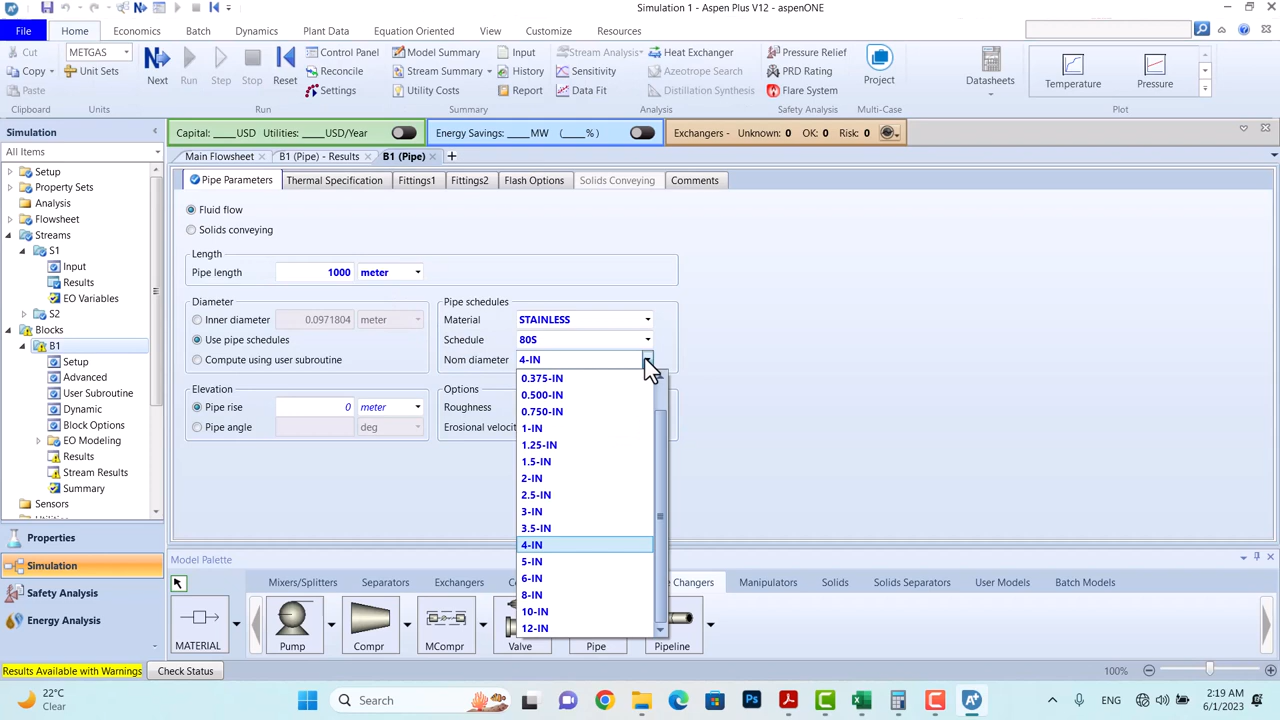 Simulation 1 - Aspen Plus V12 - aspenONE
File
Home
Economics
Batch
Dynamics
Plant Data
Equation Oriented
View
Customize
Resources
Cut
METGAS
Copy
Unit Sets
Paste
Next
Run
Step
Stop
Reset
Control Panel
Reconcile
Settings
Model Summary
Stream Summary
Utility Costs
Input
History
Report
Stream Analysis
Sensitivity
Data Fit
Heat Exchanger
Azeotrope Search
Distillation Synthesis
Pressure Relief
PRD Rating
Flare System
Project
Datasheets
Temperature
Pressure
Clipboard
Units
Run
Summary
Analysis
Safety Analysis
Multi-Case
Plot
Simulation
Capital: ____USD Utilities: ____USD/Year
Energy Savings: ____MW (____%)
Exchangers - Unknown: 0 OK: 0 Risk: 0
All Items
Main Flowsheet
B1 (Pipe) - Results
B1 (Pipe)
Setup
Property Sets
Analysis
Flowsheet
Streams
S1
Input
Results
EO Variables
S2
Blocks
B1
Setup
Advanced
User Subroutine
Dynamic
Block Options
EO Modeling
Results
Stream Results
Summary
Sensors
Pipe Parameters
Thermal Specification
Fittings1
Fittings2
Flash Options
Solids Conveying
Comments
Fluid flow
Solids conveying
Length
Pipe length 1000 meter
Diameter
Inner diameter 0.0971804 meter
Use pipe schedules
Compute using user subroutine
Pipe schedules
Material STAINLESS
Schedule 80S
Nom diameter 4-IN
Elevation
Pipe rise 0 meter
Pipe angle deg
Options
Roughness
Erosional velocit
0.375-IN
0.500-IN
0.750-IN
1-IN
1.25-IN
1.5-IN
2-IN
2.5-IN
3-IN
3.5-IN
4-IN
5-IN
6-IN
8-IN
10-IN
12-IN
Properties
Simulation
Safety Analysis
Energy Analysis
Model Palette
Mixers/Splitters
Separators
Exchangers
Changers
Manipulators
Solids
Solids Separators
User Models
Batch Models
MATERIAL
Pump
Compr
MCompr
Valve
Pipe
Pipeline
Results Available with Warnings
Check Status
100%
22°C
Clear
Search
ENG
2:19 AM
6/1/2023